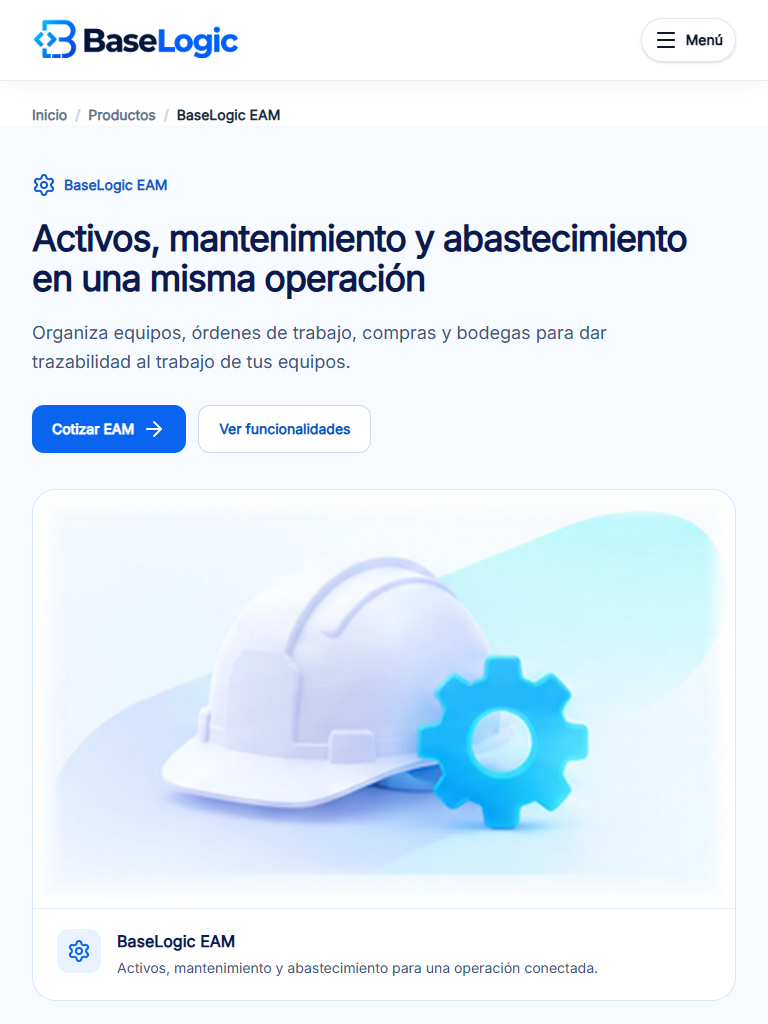 BaseLogic
Menú
Inicio / Productos / BaseLogic EAM
BaseLogic EAM
Activos, mantenimiento y abastecimiento
en una misma operación
Organiza equipos, órdenes de trabajo, compras y bodegas para dar
trazabilidad al trabajo de tus equipos.
Cotizar EAM
Ver funcionalidades
BaseLogic EAM
Activos, mantenimiento y abastecimiento para una operación conectada.